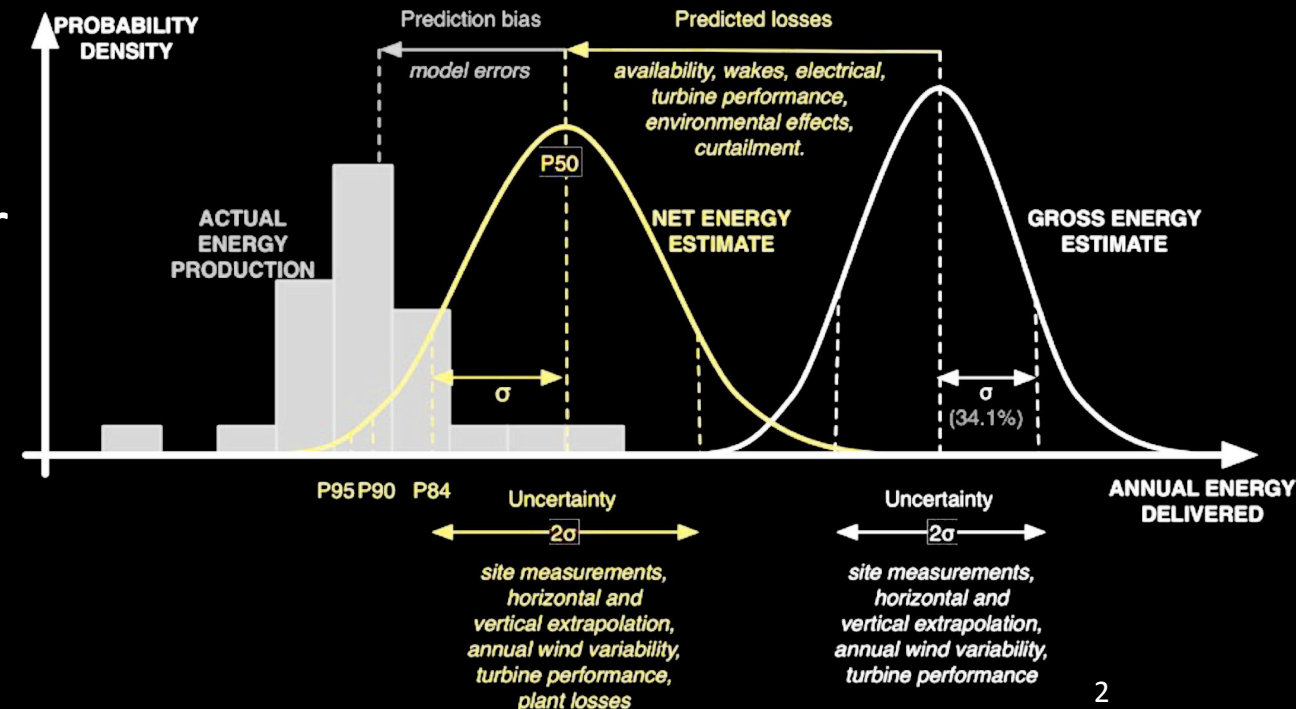 PROBABILITY
DENSITY
Prediction bias
model errors
Predicted losses
availability, wakes, electrical,
turbine performance,
environmental effects,
curtailment.
P50
ACTUAL
ENERGY
PRODUCTION
NET ENERGY
ESTIMATE
GROSS ENERGY
ESTIMATE
σ
σ
(34.1%)
P95 P90 P84
ANNUAL ENERGY
DELIVERED
Uncertainty
2σ
site measurements,
horizontal and
vertical extrapolation,
annual wind variability,
turbine performance,
plant losses
Uncertainty
2σ
site measurements,
horizontal and
vertical extrapolation,
annual wind variability,
turbine performance
2